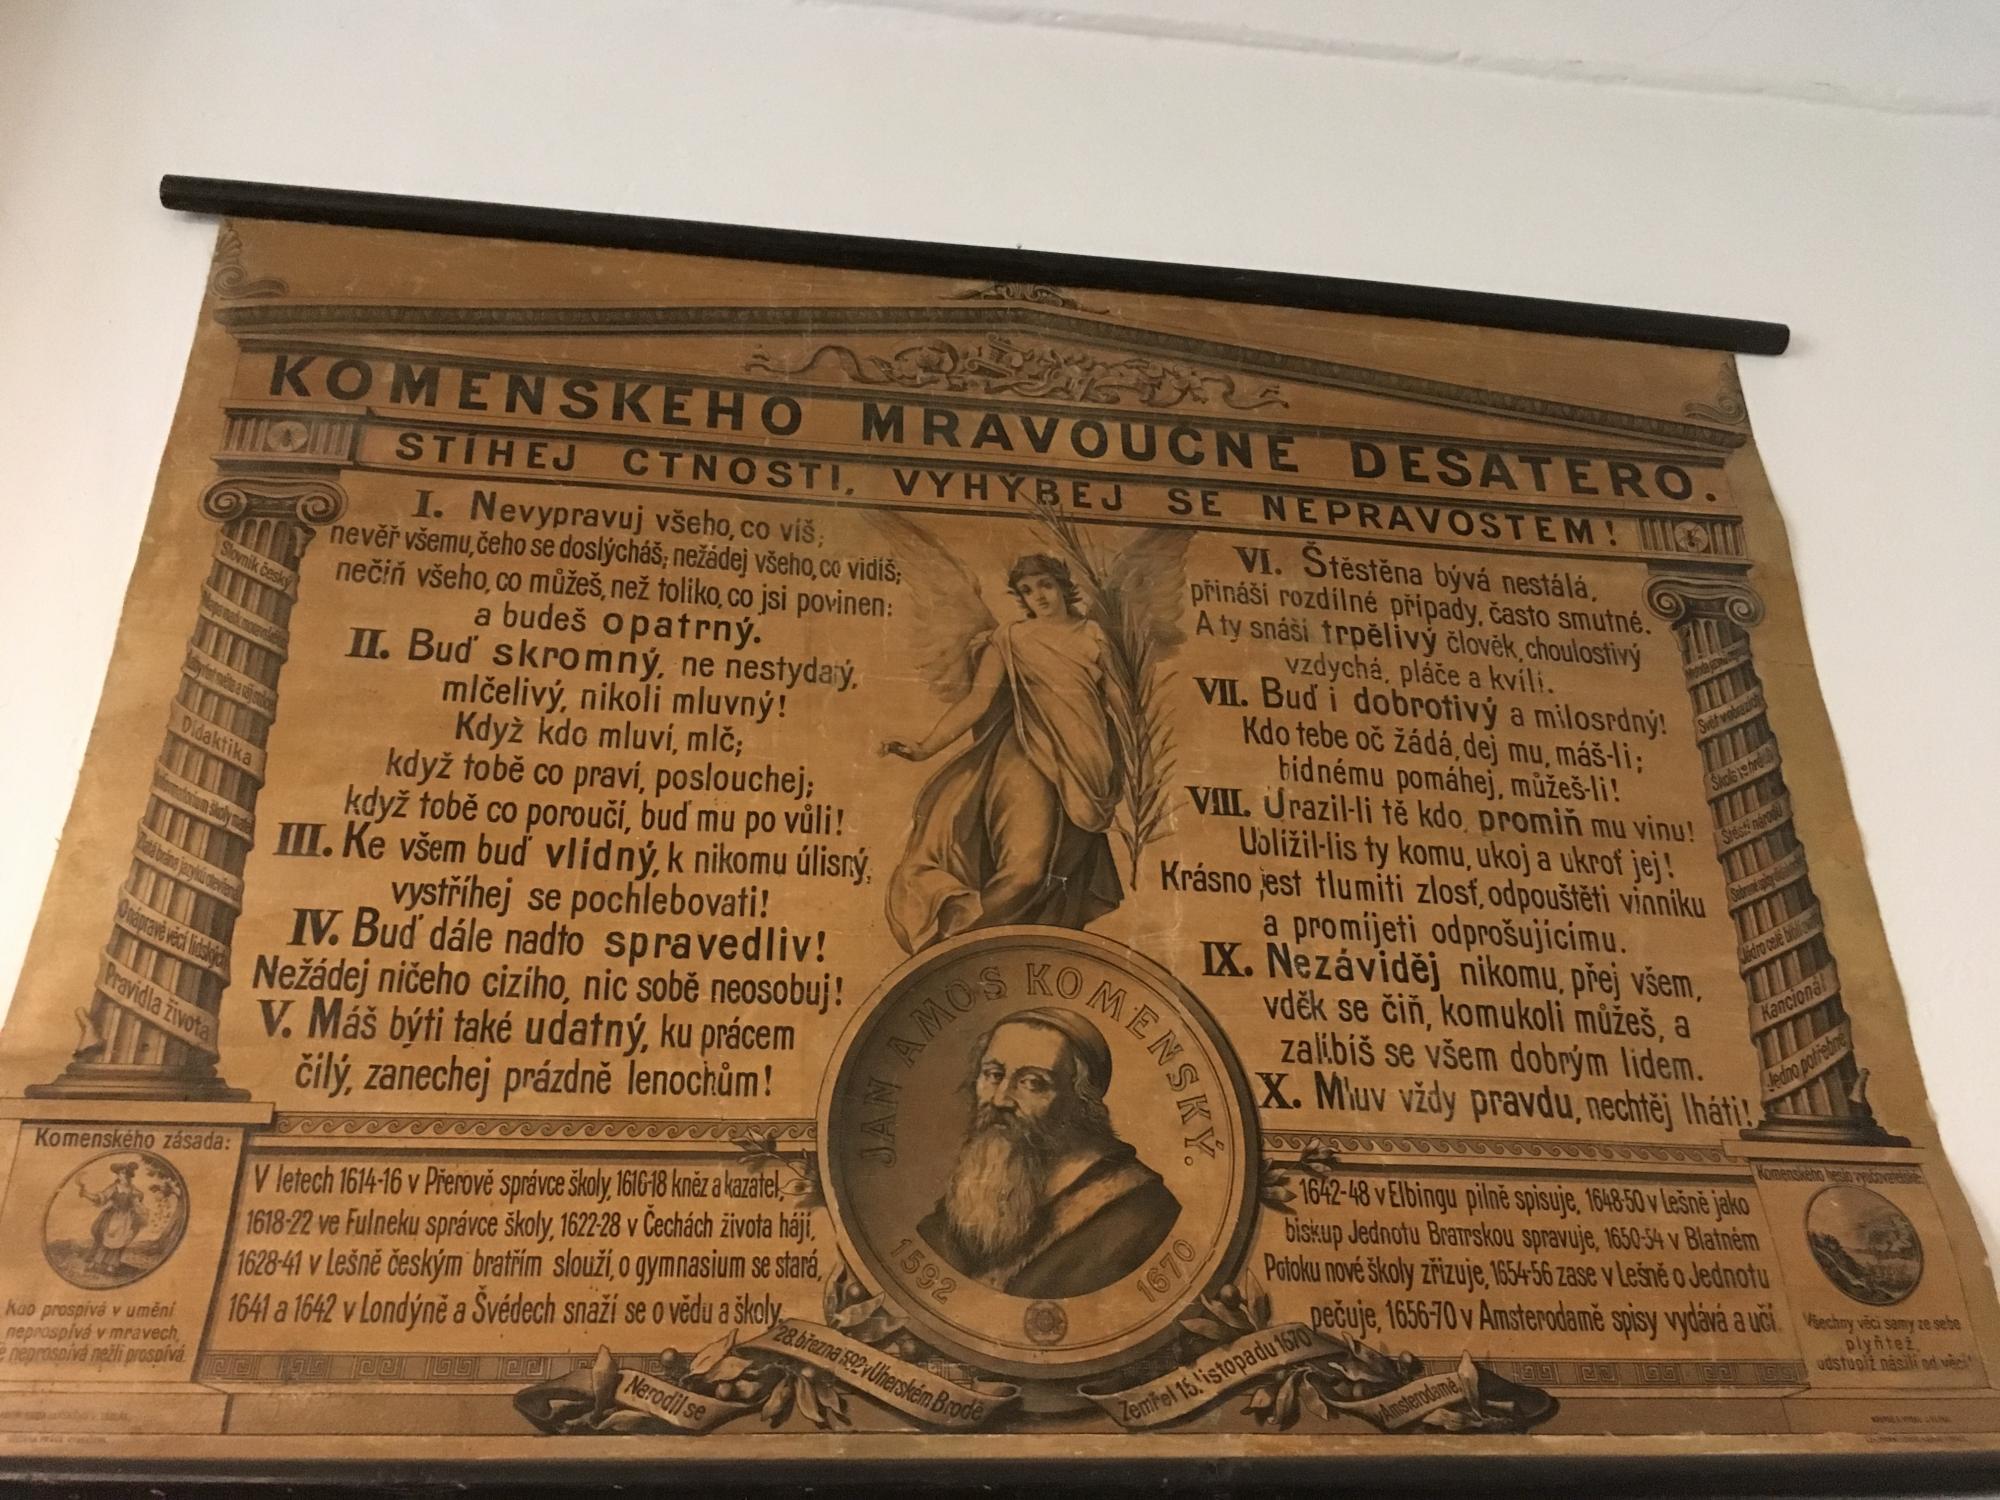 KOMENSKÉHO MRAVOUČNÉ DESATERO.
STÍHEJ CTNOSTI, VYHÝBEJ SE NEPRAVOSTEM!
I. Nevypravuj všeho, co víš;
nevěř všemu, čeho se doslýcháš; nežádej všeho, co vidíš;
nečiň všeho, co můžeš, než toliko, co jsi povinen:
a budeš opatrný.
II. Buď skromný, ne nestydatý,
mlčelivý, nikoli mluvný!
Když kdo mluví, mlč;
když tobě co praví, poslouchej;
když tobě co poroučí, buď mu po vůli!
III. Ke všem buď vlídný, k nikomu úlisný,
vystříhej se pochlebovati!
IV. Buď dále nadto spravedliv!
Nežádej ničeho cizího, nic sobě neosobuj!
V. Máš býti také udatný, ku prácem
čilý, zanechej prázdně lenochům!
VI. Štěstěna bývá nestálá,
přináší rozdílné případy, často smutné.
A ty snáší trpělivý člověk, choulostivý
vzdychá, pláče a kvílí.
VII. Buď i dobrotivý a milosrdný!
Kdo tebe oč žádá, dej mu, máš-li;
bídnému pomáhej, můžeš-li!
VIII. Urazil-li tě kdo, promiň mu vinu!
Ublížil-lis ty komu, ukoj a ukroť jej!
Krásno jest tlumiti zlosť, odpouštěti vinníku
a promíjeti odprošujícímu.
IX. Nezáviděj nikomu, přej všem,
vděk se čiň, komukoli můžeš, a
zalíbíš se všem dobrým lidem.
X. Mluv vždy pravdu, nechtěj lháti!
Slovník český
Didaktika
Informatorium školy
O nápravě věcí lidských
Pravidla života
Svět v obrazích
Štěstí národů
Kancionál
Jedno potřebné
JAN AMOS KOMENSKÝ.
1592
1670
Komenského zásada:
Kdo prospívá v umění
neprospívá v mravech,
neprospívá nežli prospívá.
V letech 1614-16 v Přerově správce školy, 1616-18 kněz a kazatel,
1618-22 ve Fulneku správce školy, 1622-28 v Čechách života hájí,
1628-41 v Lešně českým bratřím slouží, o gymnasium se stará,
1641 a 1642 v Londýně a Švédech snaží se o vědu a školy.
1642-48 v Elbingu pilně spisuje, 1648-50 v Lešně jako
biskup Jednotu Bratrskou spravuje, 1650-54 v Blatném
Potoku nové školy zřizuje, 1654-56 zase v Lešně o Jednotu
pečuje, 1656-70 v Amsterodamě spisy vydává a učí.
Komenského heslo vyučovatelské:
Všechny věci samy ze sebe
plyňtež,
odstupiž násilí od věcí!
Narodil se
28. března 1592 v Uherském Brodě
Zemřel 15. listopadu 1670
v Amsterodamě.